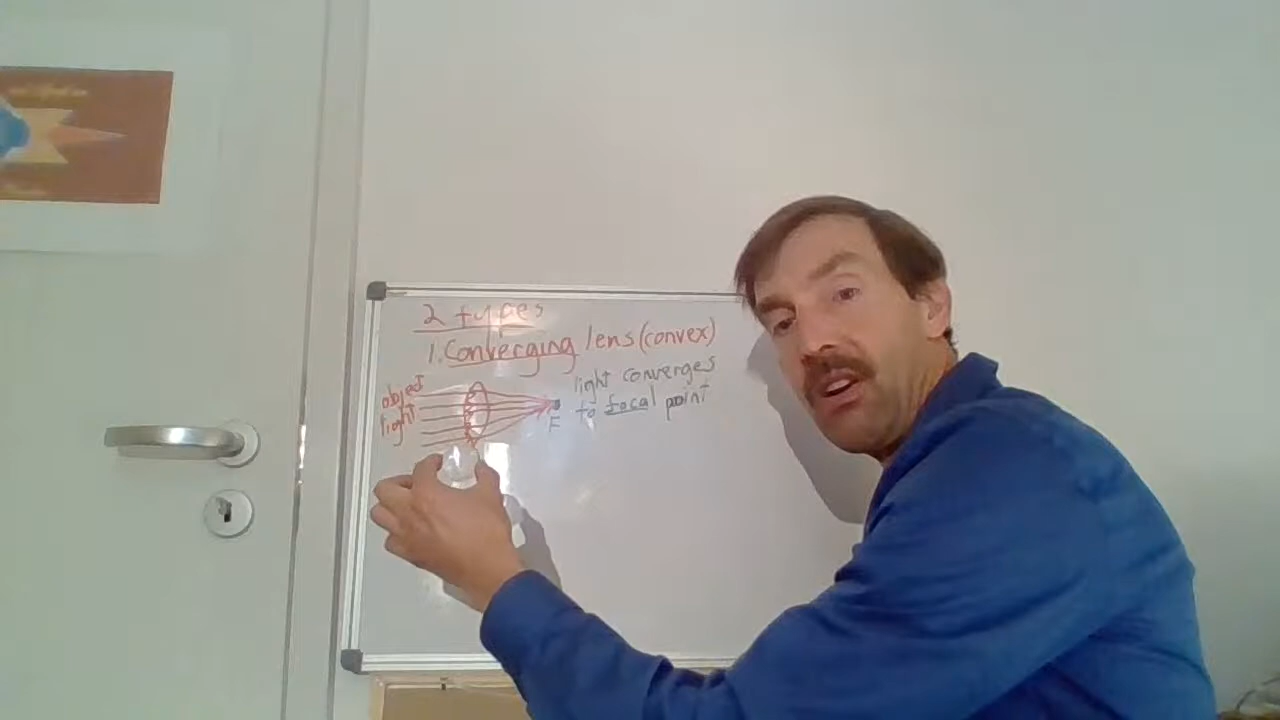 2 types
1. Converging lens (convex)
object
light
light converges
to focal point
F